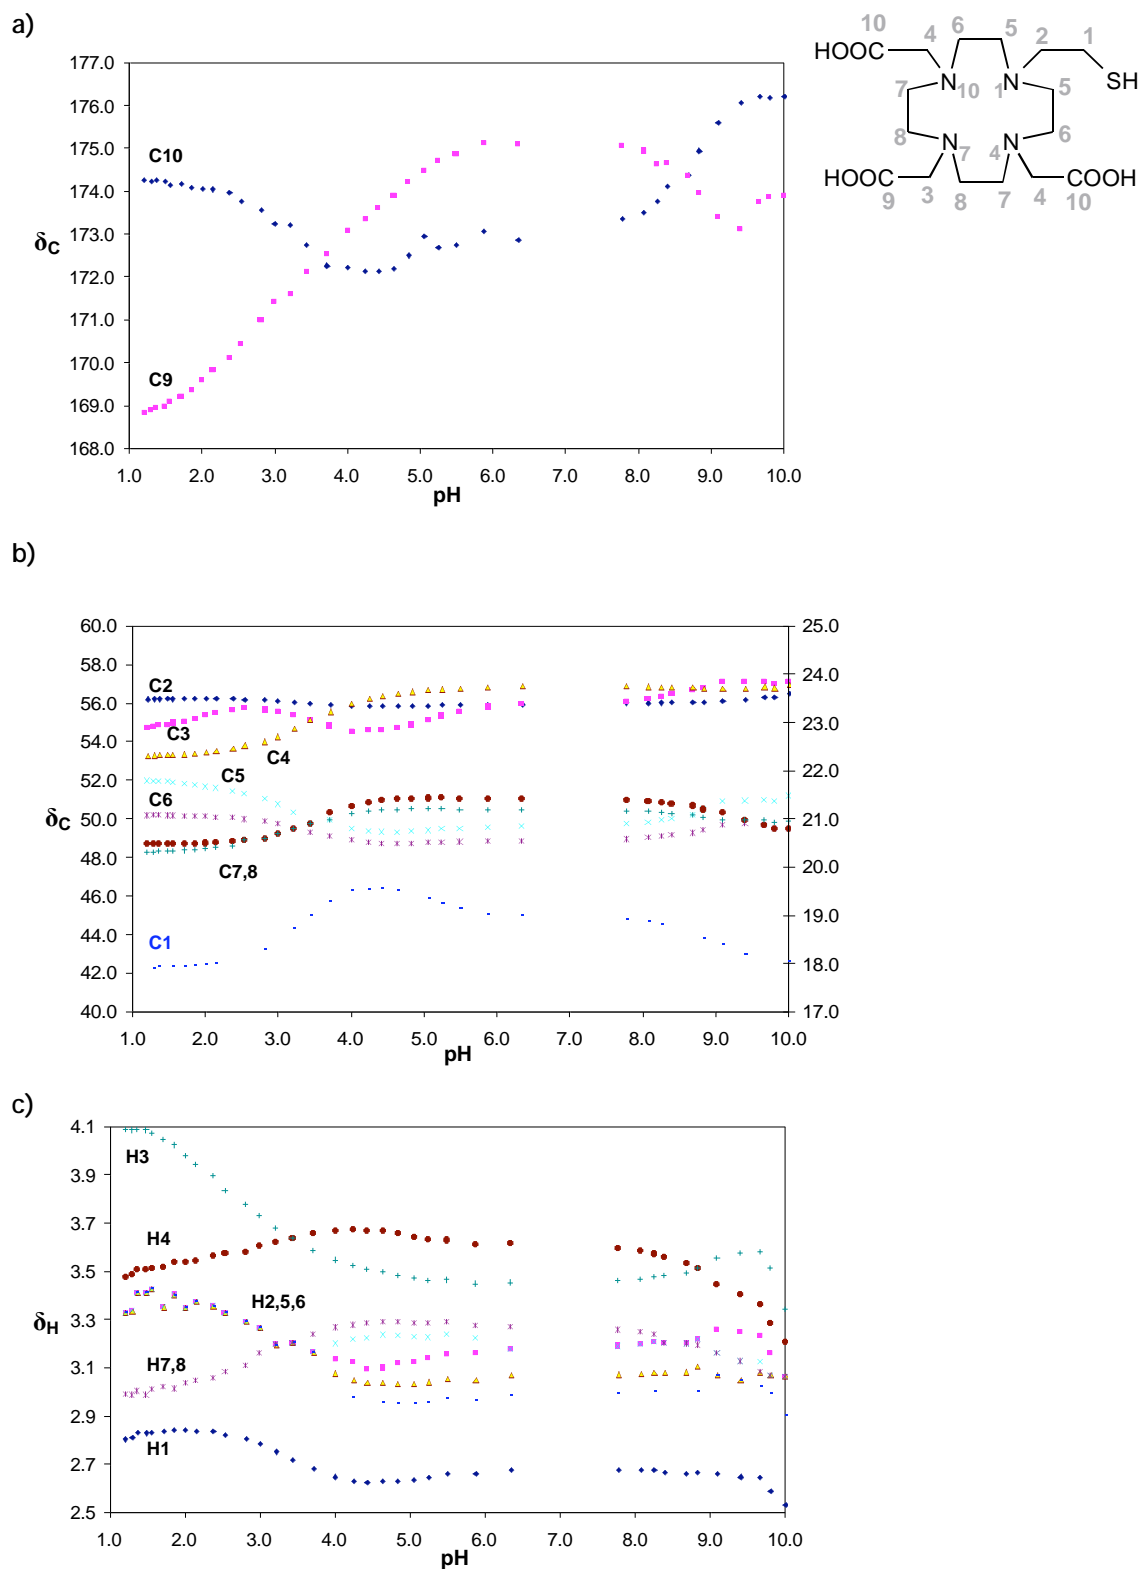 a)
10 4 6 5 2 1
HOOC
N N SH
7 10 1 5
8 6
N N
7 4
HOOC COOH
9 3 8 7 4 10
177.0
176.0
175.0
174.0
173.0
172.0
171.0
170.0
169.0
168.0
δC
C10
C9
1.0 2.0 3.0 4.0 5.0 6.0 7.0 8.0 9.0 10.0
pH
b)
60.0 25.0
58.0 24.0
56.0 23.0
54.0 22.0
52.0 21.0
50.0 20.0
48.0 19.0
46.0 18.0
44.0 17.0
42.0
40.0
δC
C2
C3
C4
C5
C6
C7,8
C1
1.0 2.0 3.0 4.0 5.0 6.0 7.0 8.0 9.0 10.0
pH
c)
4.1
3.9
3.7
3.5
3.3
3.1
2.9
2.7
2.5
δH
H3
H4
H2,5,6
H7,8
H1
1.0 2.0 3.0 4.0 5.0 6.0 7.0 8.0 9.0 10.0
pH